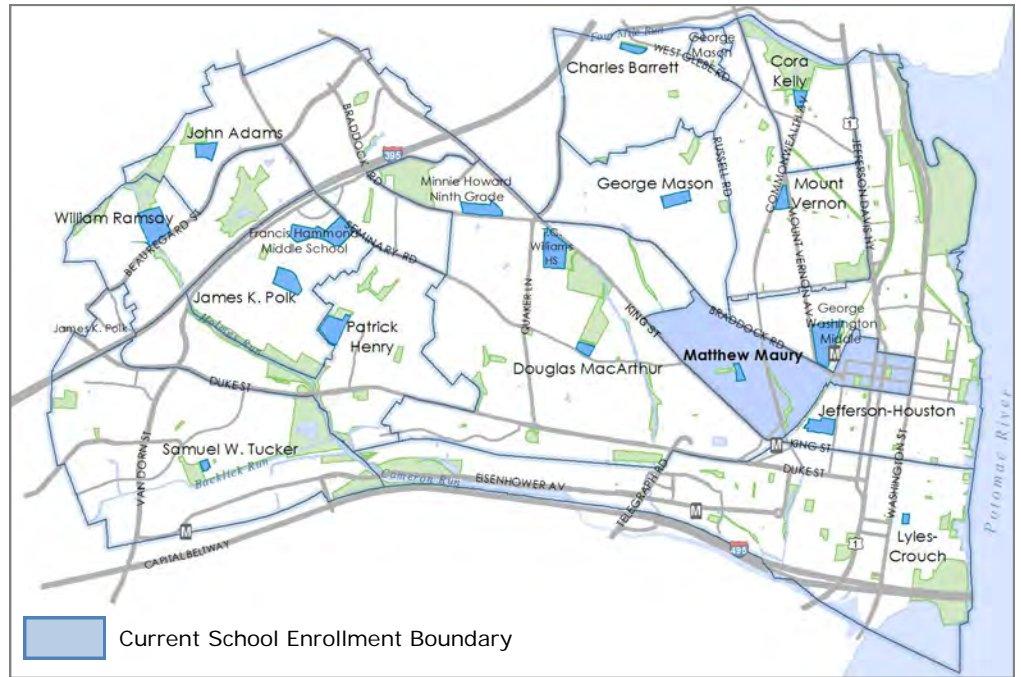 Four Mile Run
George
Mason
WEST GLEBE RD
Charles Barrett
Cora
Kelly
COMMONWEALTH AV
1
JEFFERSON DAVIS HY
John Adams
BRADDOCK RD
395
Minnie Howard
Ninth Grade
George Mason
RUSSELL RD
Mount
Vernon
MOUNT VERNON AV
William Ramsay
BEAUREGARD ST
Francis Hammond
Middle School
SEMINARY RD
T.C.
Williams
HS
James K. Polk
QUAKER LN
KING ST
BRADDOCK RD
George
Washington
Middle
M
James K. Polk
Holmes Run
Patrick
Henry
Matthew Maury
Douglas MacArthur
DUKE ST
Jefferson-Houston
M
KING ST
DUKE ST
WASHINGTON ST
Potomac River
Samuel W. Tucker
VAN DORN ST
Backlick Run
Cameron Run
EISENHOWER AV
TELEGRAPH RD
M
M
CAPITAL BELTWAY
495
1
Lyles-
Crouch
Current School Enrollment Boundary